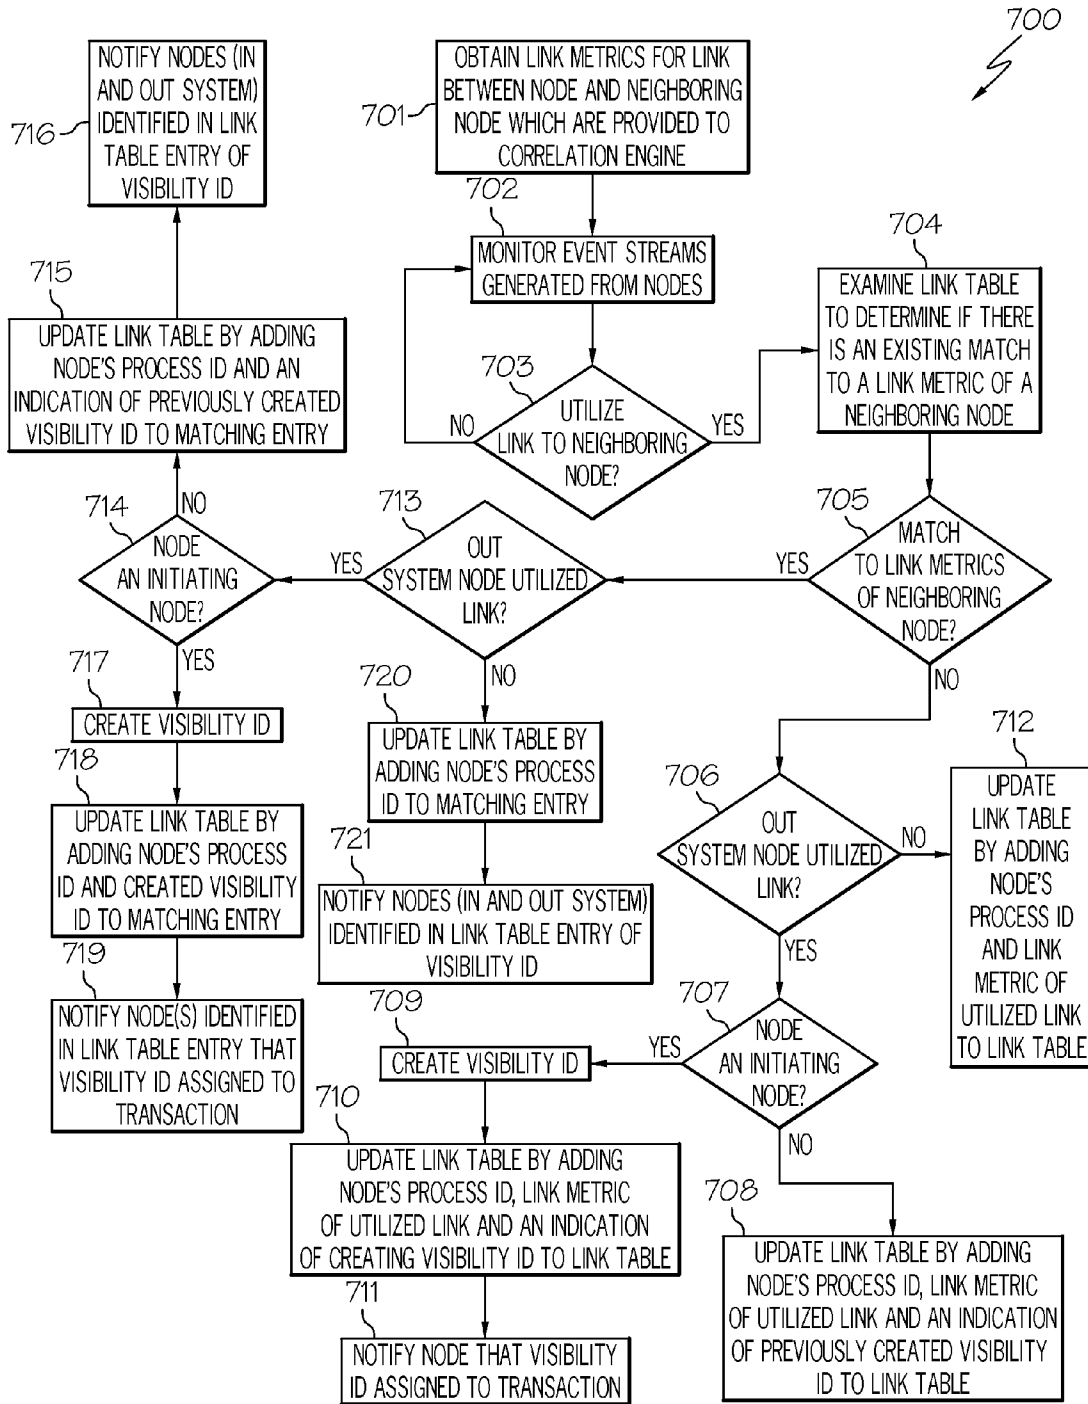 700
NOTIFY NODES (IN
AND OUT SYSTEM)
IDENTIFIED IN LINK
TABLE ENTRY OF
VISIBILITY ID
716
OBTAIN LINK METRICS FOR LINK
BETWEEN NODE AND NEIGHBORING
NODE WHICH ARE PROVIDED TO
CORRELATION ENGINE
701
702
MONITOR EVENT STREAMS
GENERATED FROM NODES
703
UTILIZE
LINK TO NEIGHBORING
NODE?
NO
YES
704
EXAMINE LINK TABLE
TO DETERMINE IF THERE
IS AN EXISTING MATCH
TO A LINK METRIC OF A
NEIGHBORING NODE
715
UPDATE LINK TABLE BY ADDING
NODE'S PROCESS ID AND AN
INDICATION OF PREVIOUSLY CREATED
VISIBILITY ID TO MATCHING ENTRY
NO
714
NODE
AN INITIATING
NODE?
YES
713
OUT
SYSTEM NODE UTILIZED
LINK?
YES
NO
705
MATCH
TO LINK METRICS
OF NEIGHBORING
NODE?
YES
NO
717
CREATE VISIBILITY ID
718
UPDATE LINK TABLE BY
ADDING NODE'S PROCESS
ID AND CREATED VISIBILITY
ID TO MATCHING ENTRY
719
NOTIFY NODE(S) IDENTIFIED
IN LINK TABLE ENTRY THAT
VISIBILITY ID ASSIGNED TO
TRANSACTION
720
UPDATE LINK TABLE BY
ADDING NODE'S PROCESS
ID TO MATCHING ENTRY
721
NOTIFY NODES (IN AND OUT SYSTEM)
IDENTIFIED IN LINK TABLE ENTRY OF
VISIBILITY ID
706
OUT
SYSTEM NODE UTILIZED
LINK?
NO
YES
712
UPDATE
LINK TABLE
BY ADDING
NODE'S
PROCESS ID
AND LINK
METRIC OF
UTILIZED LINK
TO LINK TABLE
707
NODE
AN INITIATING
NODE?
YES
NO
709
CREATE VISIBILITY ID
710
UPDATE LINK TABLE BY ADDING
NODE'S PROCESS ID, LINK METRIC
OF UTILIZED LINK AND AN INDICATION
OF CREATING VISIBILITY ID TO LINK TABLE
711
NOTIFY NODE THAT VISIBILITY
ID ASSIGNED TO TRANSACTION
708
UPDATE LINK TABLE BY ADDING
NODE'S PROCESS ID, LINK METRIC
OF UTILIZED LINK AND AN INDICATION
OF PREVIOUSLY CREATED VISIBILITY
ID TO LINK TABLE